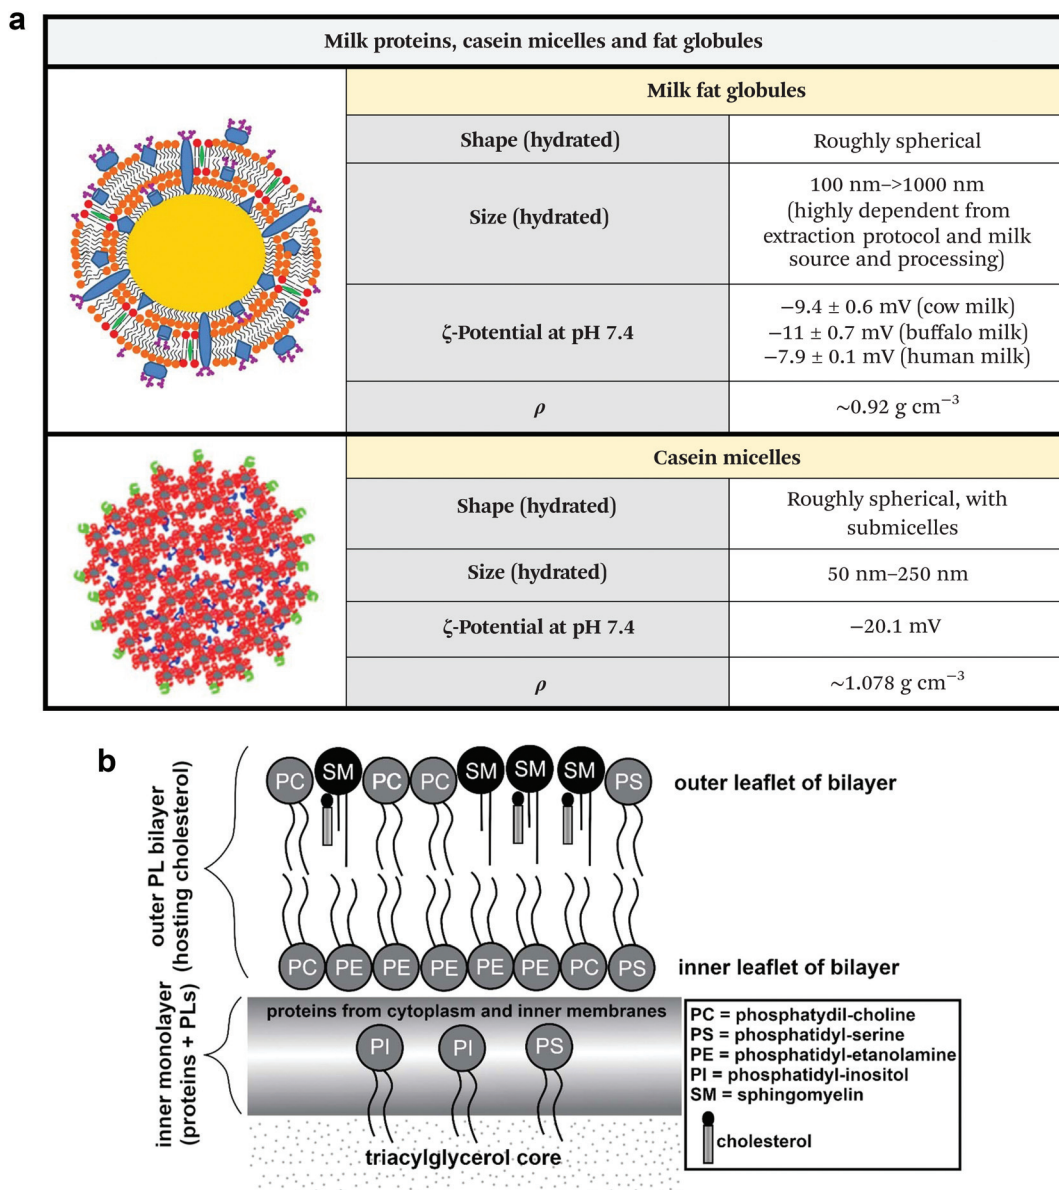 a
Milk proteins, casein micelles and fat globules
Milk fat globules
Shape (hydrated)
Roughly spherical
Size (hydrated)
100 nm–>1000 nm
(highly dependent from
extraction protocol and milk
source and processing)
ζ-Potential at pH 7.4
−9.4 ± 0.6 mV (cow milk)
−11 ± 0.7 mV (buffalo milk)
−7.9 ± 0.1 mV (human milk)
ρ
~0.92 g cm⁻³
Casein micelles
Shape (hydrated)
Roughly spherical, with
submicelles
Size (hydrated)
50 nm–250 nm
ζ-Potential at pH 7.4
−20.1 mV
ρ
~1.078 g cm⁻³
b
outer PL bilayer
(hosting cholesterol)
PC SM PC PC SM SM SM PS
outer leaflet of bilayer
PC PE PE PE PE PE PC PS
inner leaflet of bilayer
inner monolayer
(proteins + PLs)
proteins from cytoplasm and inner membranes
PI PI PS
triacylglycerol core
PC = phosphatydil-choline
PS = phosphatidyl-serine
PE = phosphatidyl-etanolamine
PI = phosphatidyl-inositol
SM = sphingomyelin
cholesterol